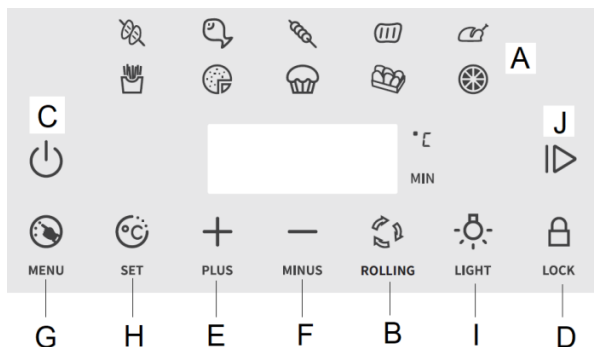 A
C
J
°C
MIN
°C
MENU SET PLUS MINUS ROLLING LIGHT LOCK
G H E F B I D